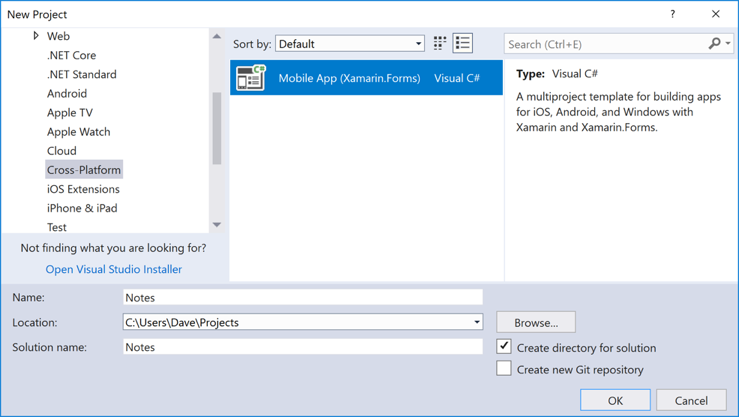 New Project
?
Web
.NET Core
.NET Standard
Android
Apple TV
Apple Watch
Cloud
Cross-Platform
iOS Extensions
iPhone & iPad
Test
Not finding what you are looking for?
Open Visual Studio Installer
Sort by: Default
Search (Ctrl+E)
C#
Mobile App (Xamarin.Forms) Visual C#
Type: Visual C#
A multiproject template for building apps
for iOS, Android, and Windows with
Xamarin and Xamarin.Forms.
Name: Notes
Location: C:\Users\Dave\Projects Browse...
Solution name: Notes
Create directory for solution
Create new Git repository
OK Cancel